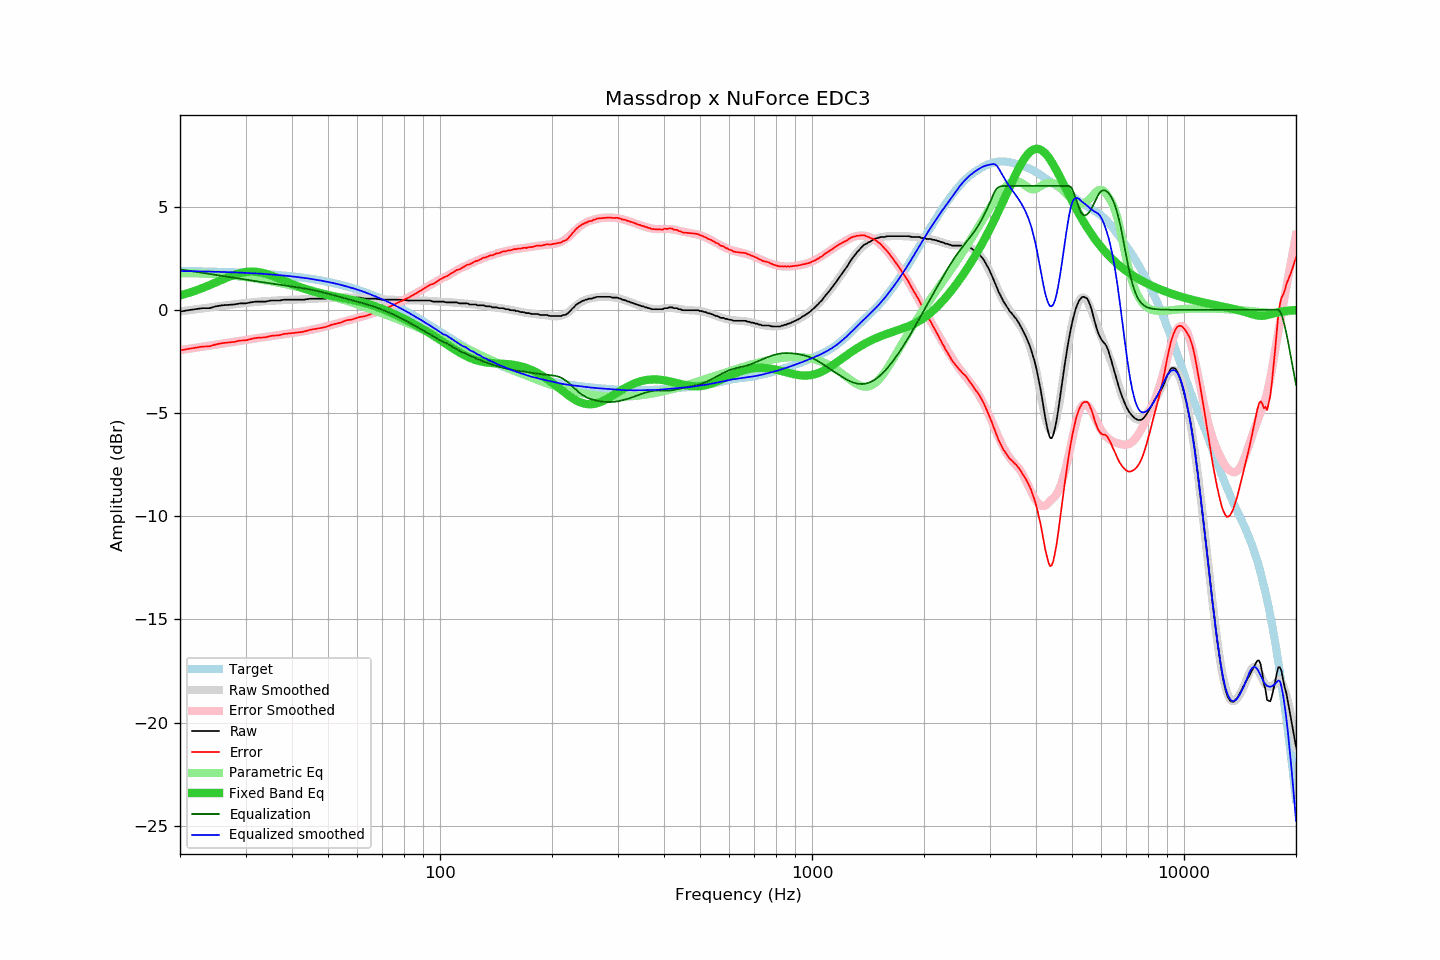 Massdrop x NuForce EDC3
Amplitude (dBr)
5
0
−5
−10
−15
−20
−25
Target
Raw Smoothed
Error Smoothed
Raw
Error
Parametric Eq
Fixed Band Eq
Equalization
Equalized smoothed
100
1000
10000
Frequency (Hz)